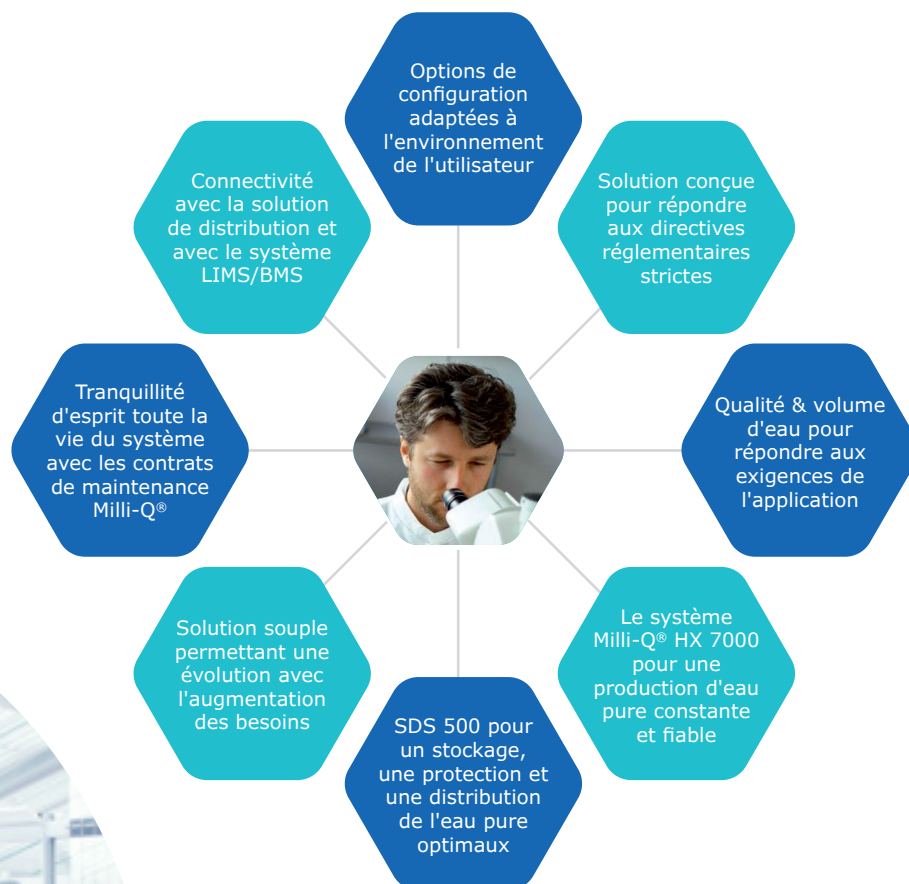 Options de
configuration
adaptées à
l'environnement
de l'utilisateur
Solution conçue
pour répondre
aux directives
réglementaires
strictes
Qualité & volume
d'eau pour
répondre aux
exigences de
l'application
Le système
Milli-Q® HX 7000
pour une
production d'eau
pure constante
et fiable
SDS 500 pour
un stockage,
une protection et
une distribution
de l'eau pure
optimaux
Solution souple
permettant une
évolution avec
l'augmentation
des besoins
Tranquillité
d'esprit toute la
vie du système
avec les contrats
de maintenance
Milli-Q®
Connectivité
avec la solution
de distribution et
avec le système
LIMS/BMS